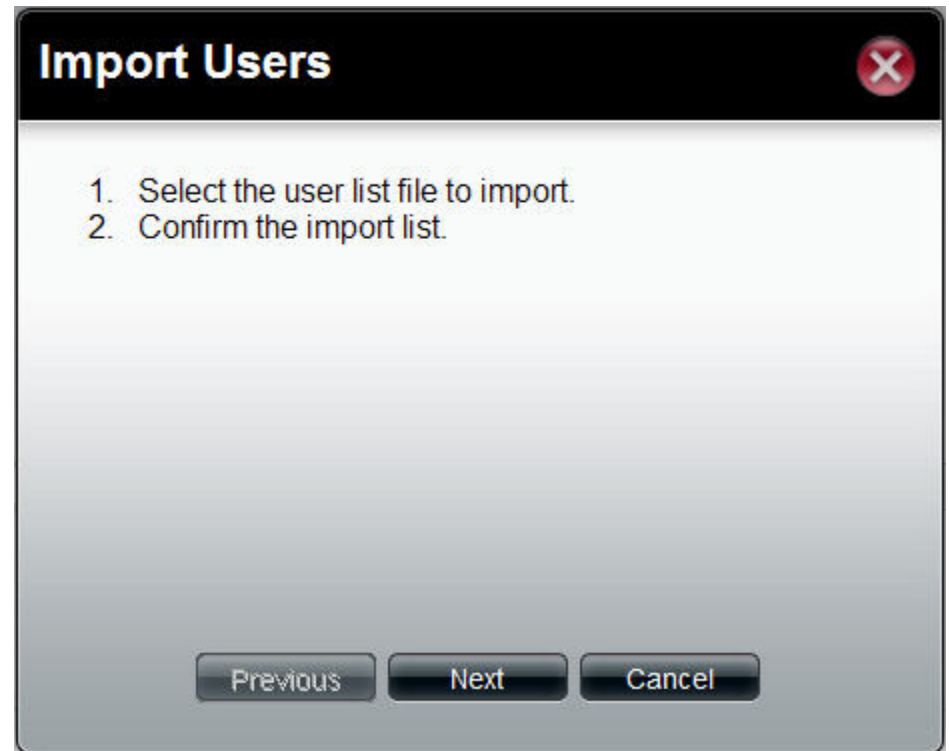 Import Users
1. Select the user list file to import.
2. Confirm the import list.
Previous Next Cancel